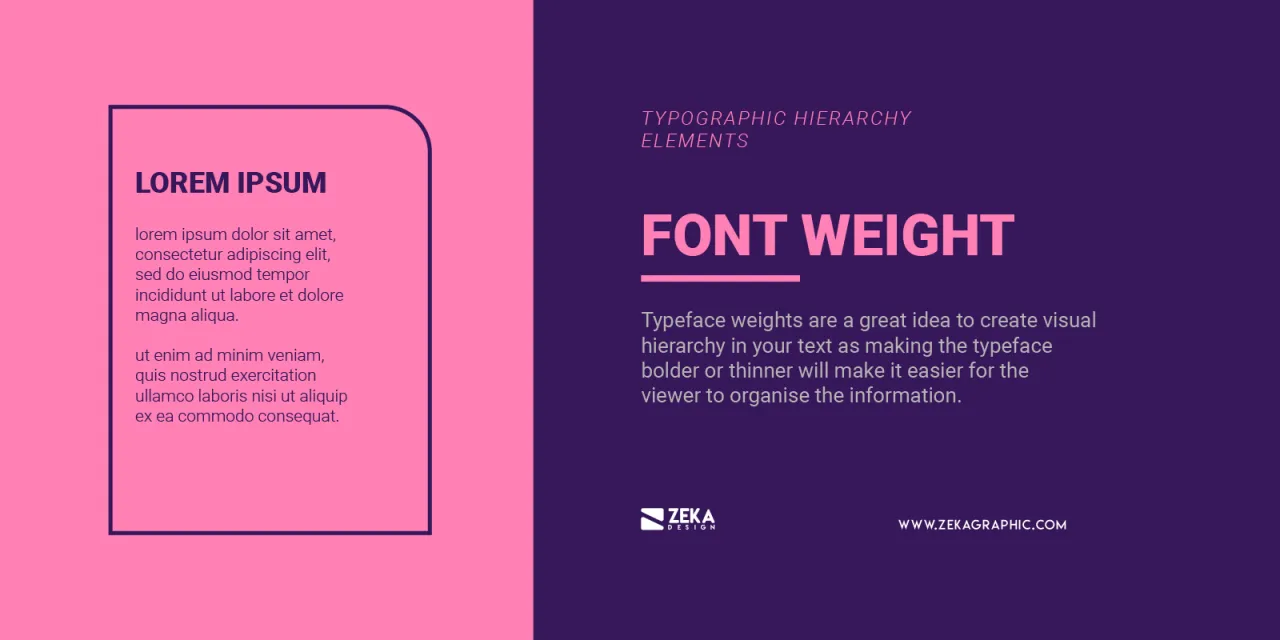 LOREM IPSUM
lorem ipsum dolor sit amet,
consectetur adipiscing elit,
sed do eiusmod tempor
incididunt ut labore et dolore
magna aliqua.
ut enim ad minim veniam,
quis nostrud exercitation
ullamco laboris nisi ut aliquip
ex ea commodo consequat.
TYPOGRAPHIC HIERARCHY
ELEMENTS
FONT WEIGHT
Typeface weights are a great idea to create visual
hierarchy in your text as making the typeface
bolder or thinner will make it easier for the
viewer to organise the information.
ZEKA
DESIGN
WWW.ZEKAGRAPHIC.COM